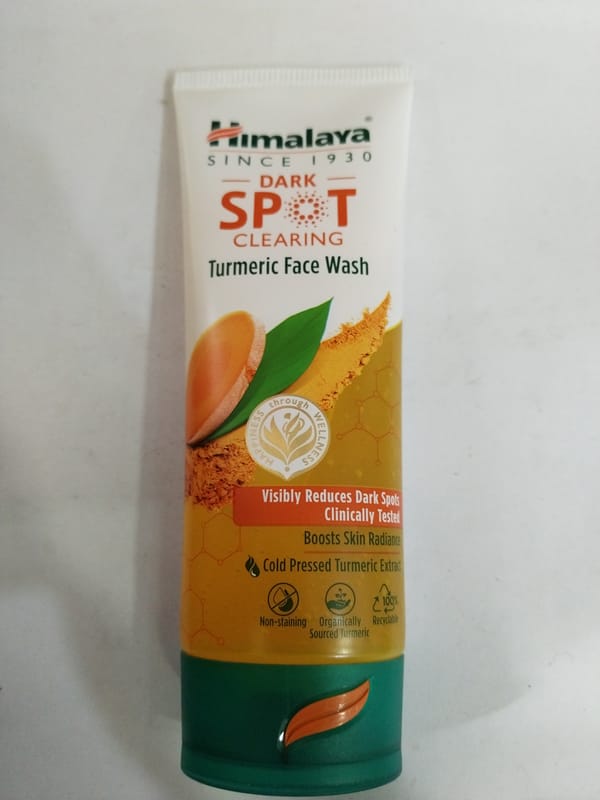 Himalaya®
SINCE 1930
DARK
SPOT
CLEARING
Turmeric Face Wash
HAPPINESS through WELLNESS
Visibly Reduces Dark Spots
Clinically Tested
Boosts Skin Radiance
Cold Pressed Turmeric Extract
Non-staining
Organically
Sourced Turmeric
100%
Recyclable